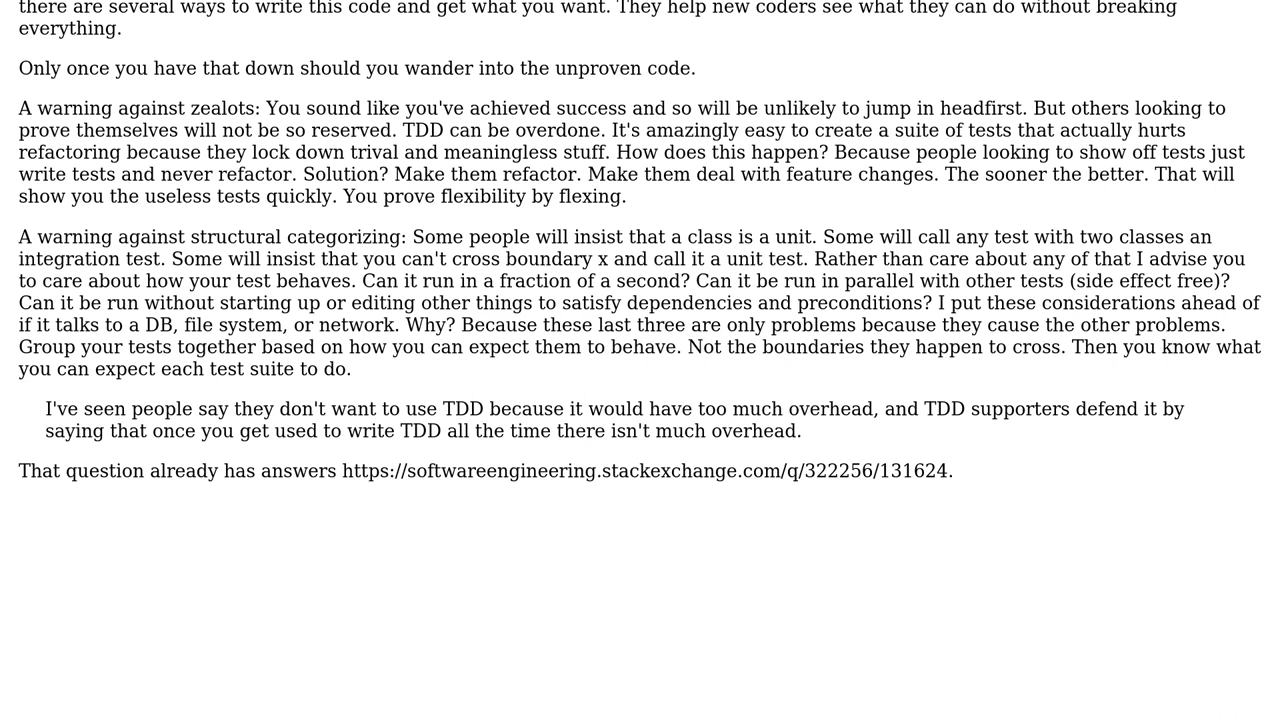 there are several ways to write this code and get what you want. They help new coders see what they can do without breaking
everything.
Only once you have that down should you wander into the unproven code.
A warning against zealots: You sound like you've achieved success and so will be unlikely to jump in headfirst. But others looking to
prove themselves will not be so reserved. TDD can be overdone. It's amazingly easy to create a suite of tests that actually hurts
refactoring because they lock down trival and meaningless stuff. How does this happen? Because people looking to show off tests just
write tests and never refactor. Solution? Make them refactor. Make them deal with feature changes. The sooner the better. That will
show you the useless tests quickly. You prove flexibility by flexing.
A warning against structural categorizing: Some people will insist that a class is a unit. Some will call any test with two classes an
integration test. Some will insist that you can't cross boundary x and call it a unit test. Rather than care about any of that I advise you
to care about how your test behaves. Can it run in a fraction of a second? Can it be run in parallel with other tests (side effect free)?
Can it be run without starting up or editing other things to satisfy dependencies and preconditions? I put these considerations ahead of
if it talks to a DB, file system, or network. Why? Because these last three are only problems because they cause the other problems.
Group your tests together based on how you can expect them to behave. Not the boundaries they happen to cross. Then you know what
you can expect each test suite to do.
I've seen people say they don't want to use TDD because it would have too much overhead, and TDD supporters defend it by
saying that once you get used to write TDD all the time there isn't much overhead.
That question already has answers https://softwareengineering.stackexchange.com/q/322256/131624.